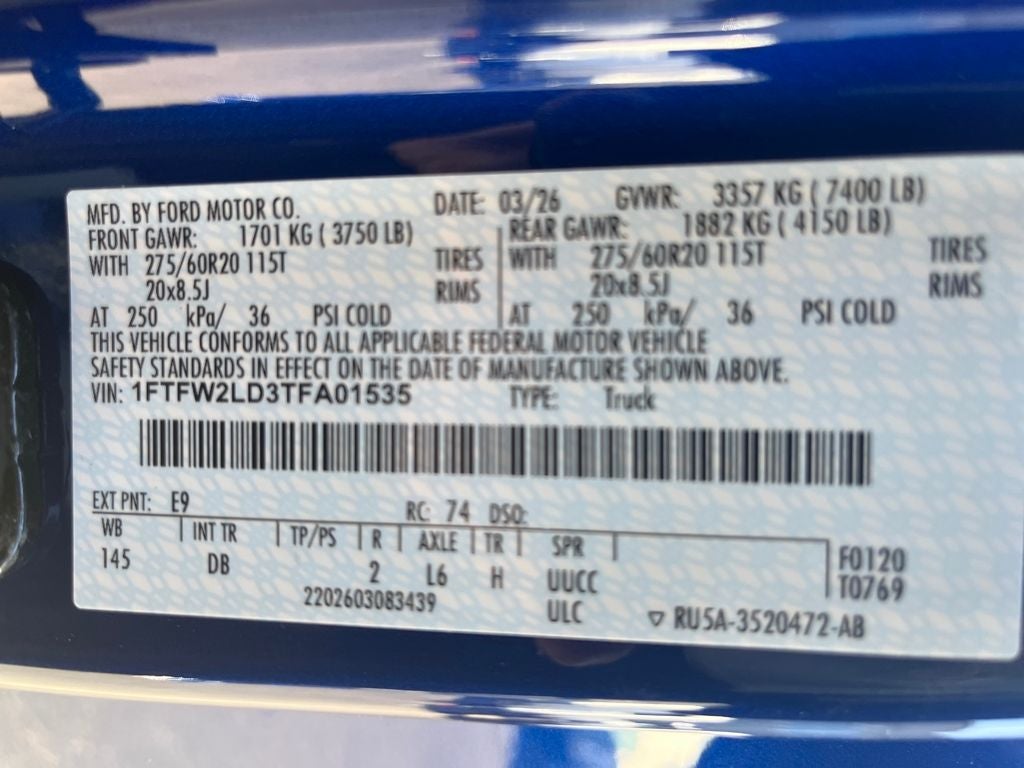 MFD. BY FORD MOTOR CO. DATE: 03/26 GVWR: 3357 KG ( 7400 LB)
FRONT GAWR: 1701 KG ( 3750 LB) REAR GAWR: 1882 KG ( 4150 LB)
WITH 275/60R20 115T TIRES WITH 275/60R20 115T TIRES
20x8.5J RIMS 20x8.5J RIMS
AT 250 kPa/ 36 PSI COLD AT 250 kPa/ 36 PSI COLD
THIS VEHICLE CONFORMS TO ALL APPLICABLE FEDERAL MOTOR VEHICLE
SAFETY STANDARDS IN EFFECT ON THE DATE OF MANUFACTURE SHOWN ABOVE.
VIN: 1FTFW2LD3TFA01535 TYPE: Truck
EXT PNT: E9 RC: 74 DSO:
WB INT TR TP/PS R AXLE TR SPR
145 DB 2 L6 H UUCC F0120
2202603083439 ULC T0769
RU5A-3520472-AB